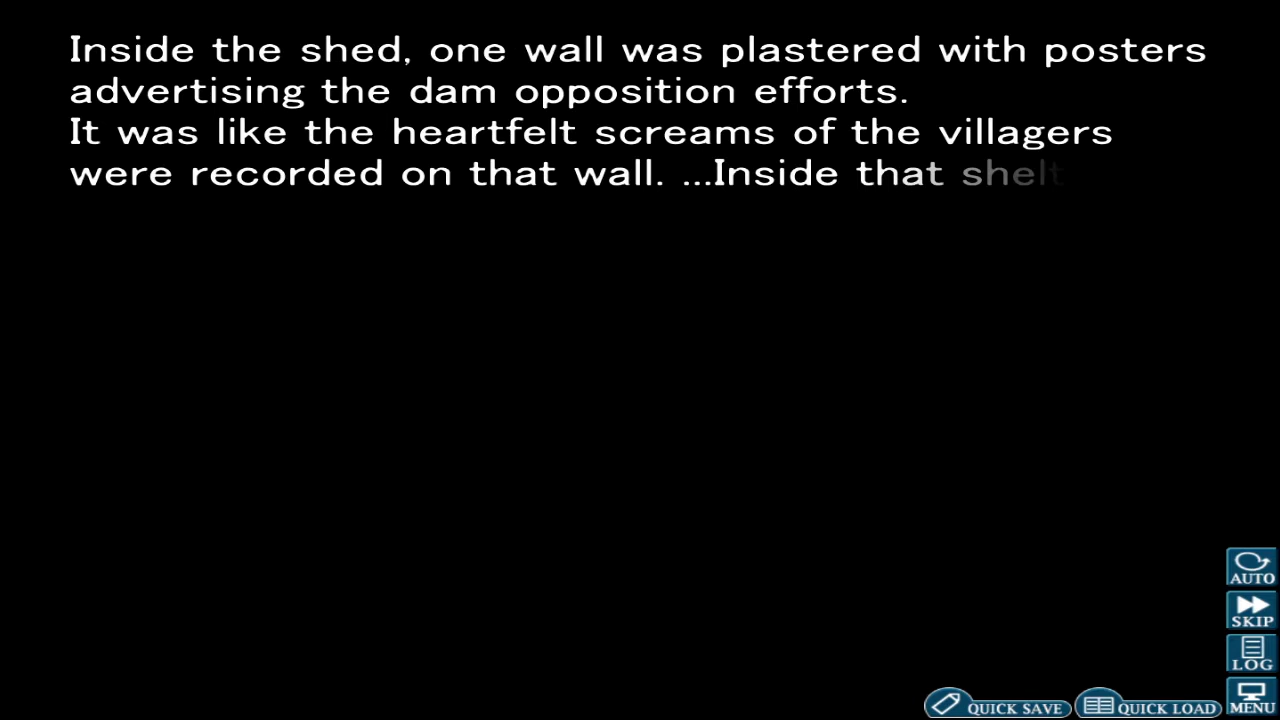 Inside the shed, one wall was plastered with posters
advertising the dam opposition efforts.
It was like the heartfelt screams of the villagers
were recorded on that wall. ...Inside that shelt
AUTO
SKIP
LOG
QUICK SAVE
QUICK LOAD
MENU